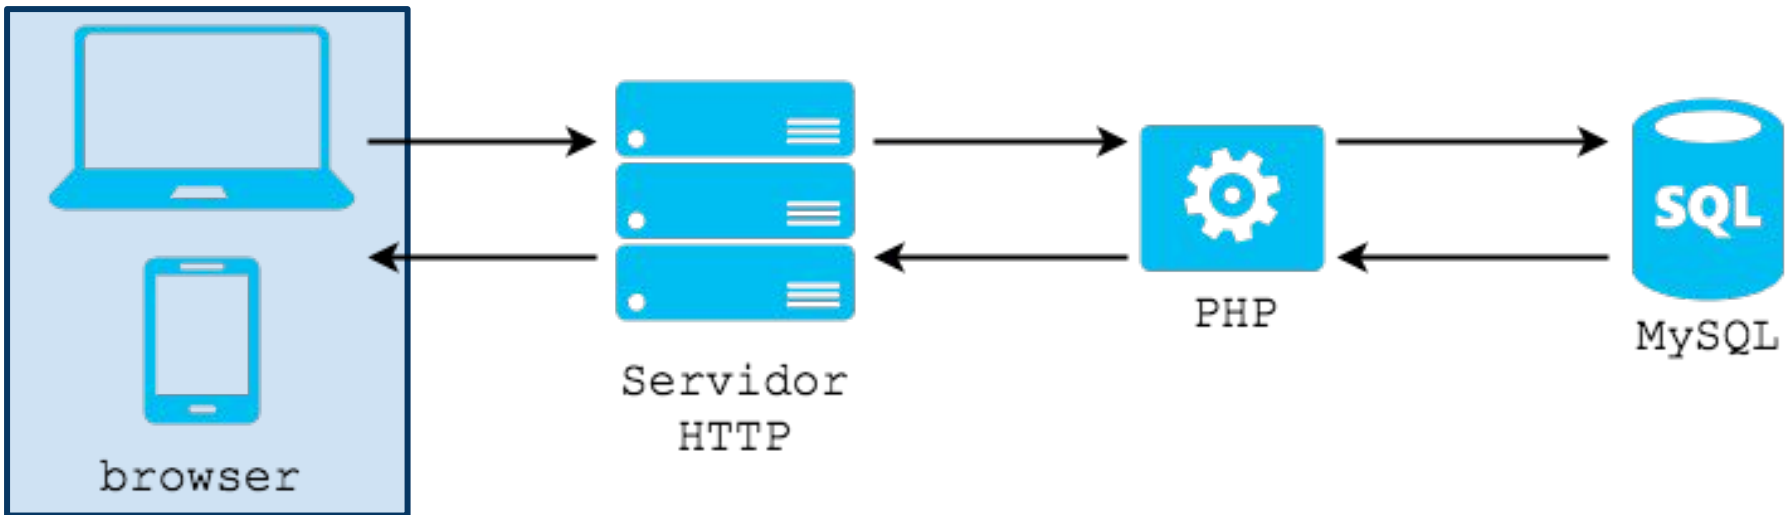 SQL
PHP
MySQL
Servidor
HTTP
browser